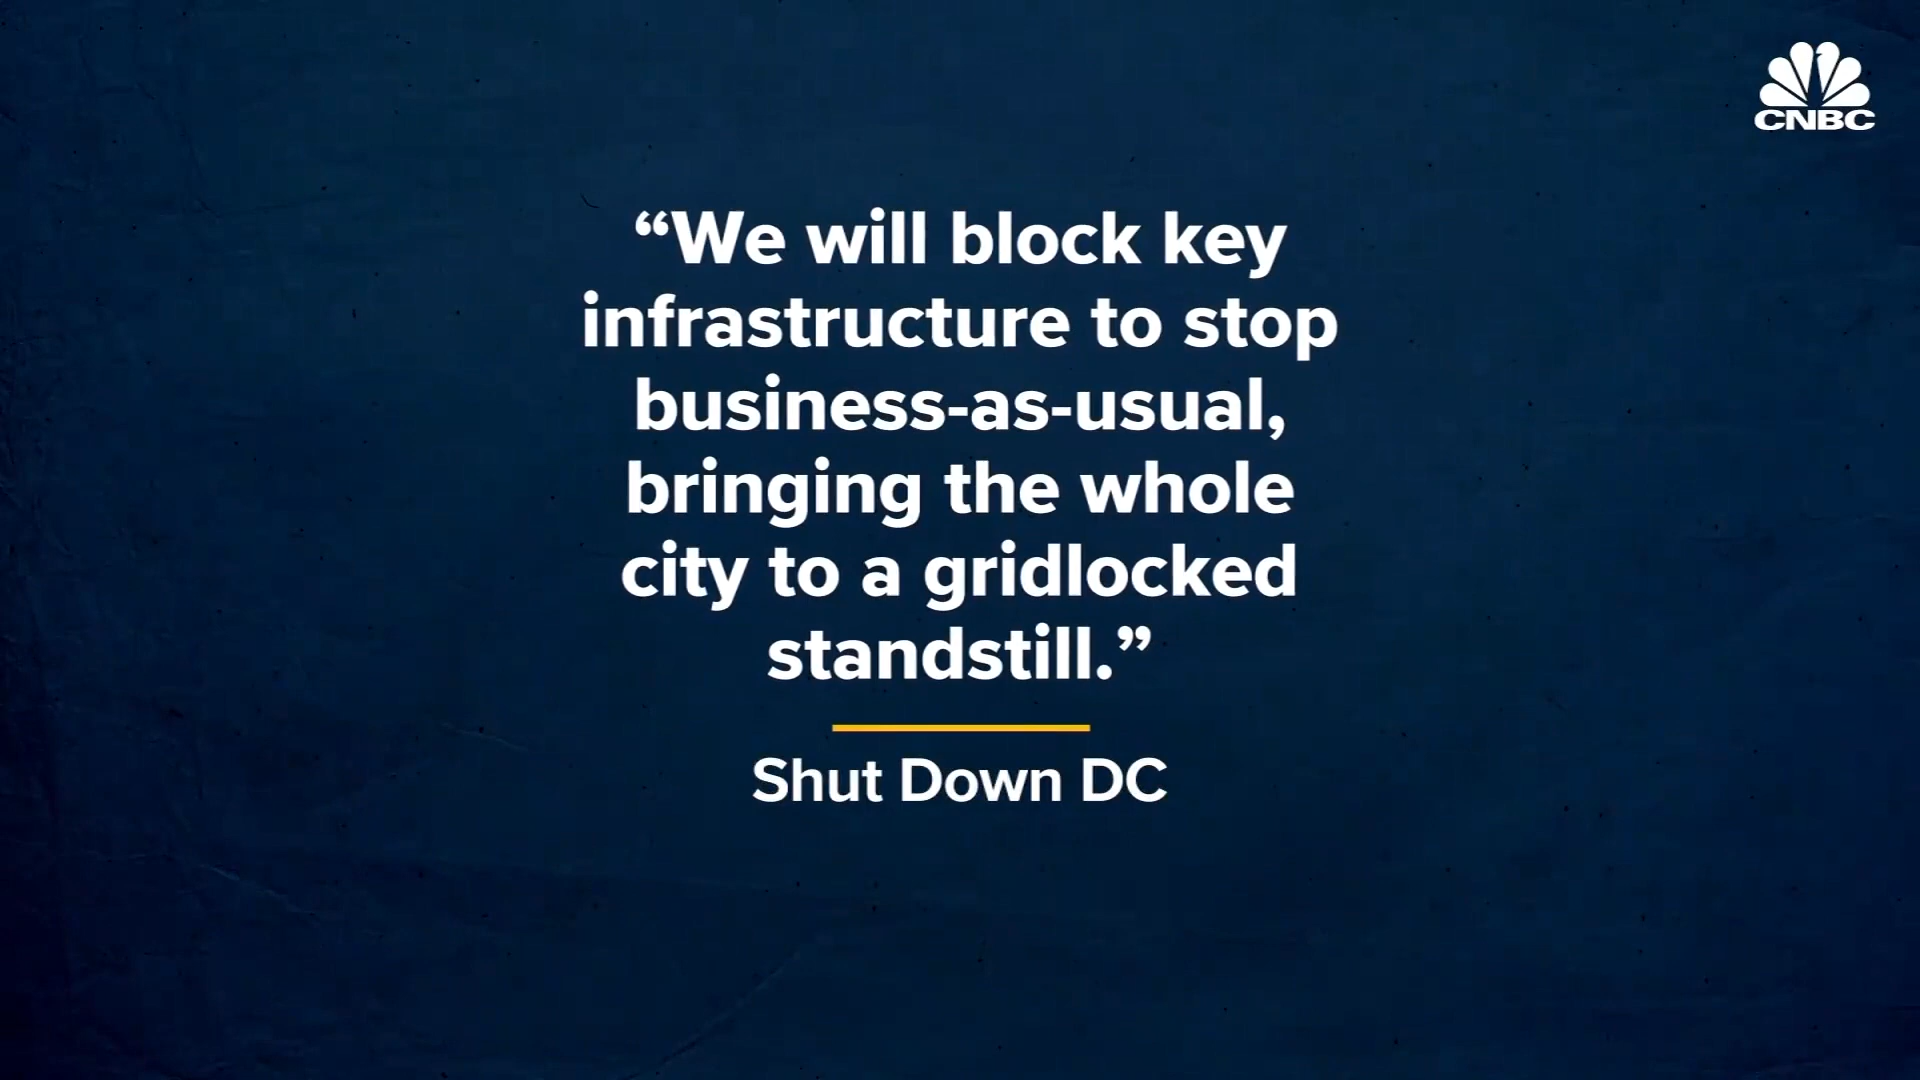 CNBC
“We will block key
infrastructure to stop
business-as-usual,
bringing the whole
city to a gridlocked
standstill.”
Shut Down DC